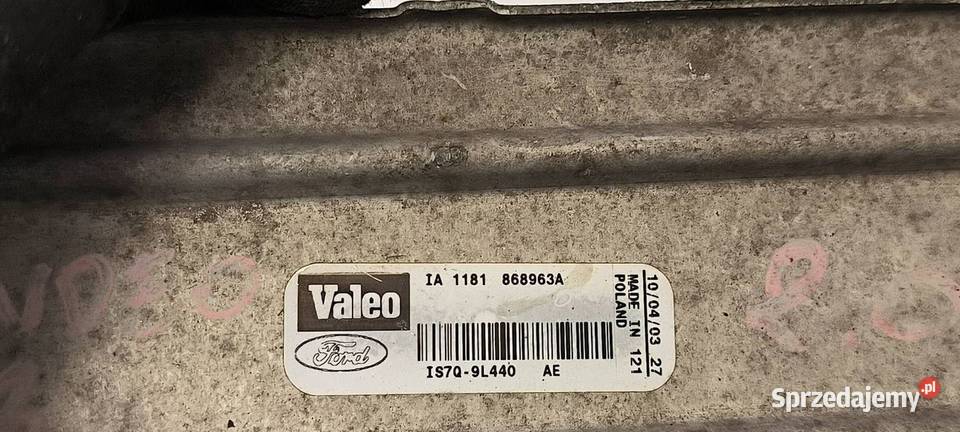 Valeo
Ford
IA 1181 868963A
IS7Q-9L440 AE
10/04/03 27
MADE IN 121
POLAND
Sprzedajemy.pl